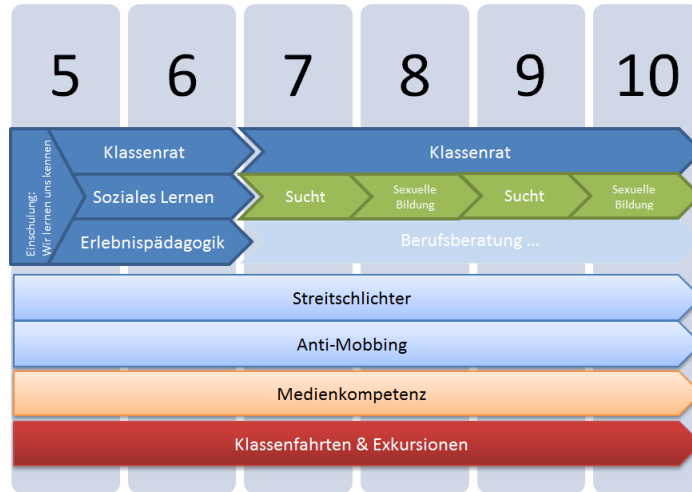 5 6 7 8 9 10
Einschulung:
Wir lernen uns kennen
Klassenrat
Klassenrat
Soziales Lernen
Sucht
Sexuelle
Bildung
Sucht
Sexuelle
Bildung
Erlebnispädagogik
Berufsberatung ...
Streitschlichter
Anti-Mobbing
Medienkompetenz
Klassenfahrten & Exkursionen